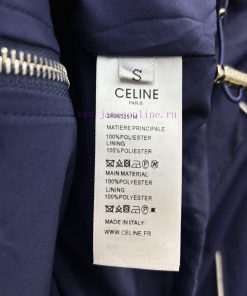 S
CELINE
PARIS
MATIERE PRINCIPALE
100%POLYESTER
LINING
100%POLYESTER
MAIN MATERIAL
100%POLYESTER
LINING
100%POLYESTER
MADE IN ITALY
WWW.CELINE.FR